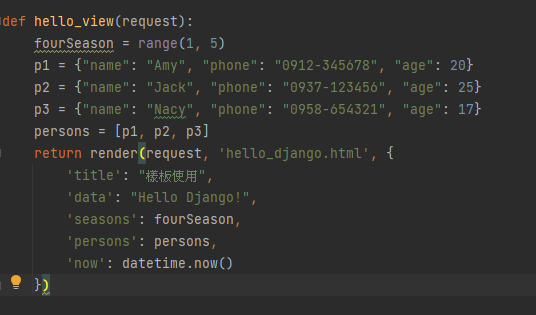 def hello_view(request):
    fourSeason = range(1, 5)
    p1 = {"name": "Amy", "phone": "0912-345678", "age": 20}
    p2 = {"name": "Jack", "phone": "0937-123456", "age": 25}
    p3 = {"name": "Nacy", "phone": "0958-654321", "age": 17}
    persons = [p1, p2, p3]
    return render(request, 'hello_django.html', {
        'title': "樣板使用",
        'data': "Hello Django!",
        'seasons': fourSeason,
        'persons': persons,
        'now': datetime.now()
    })